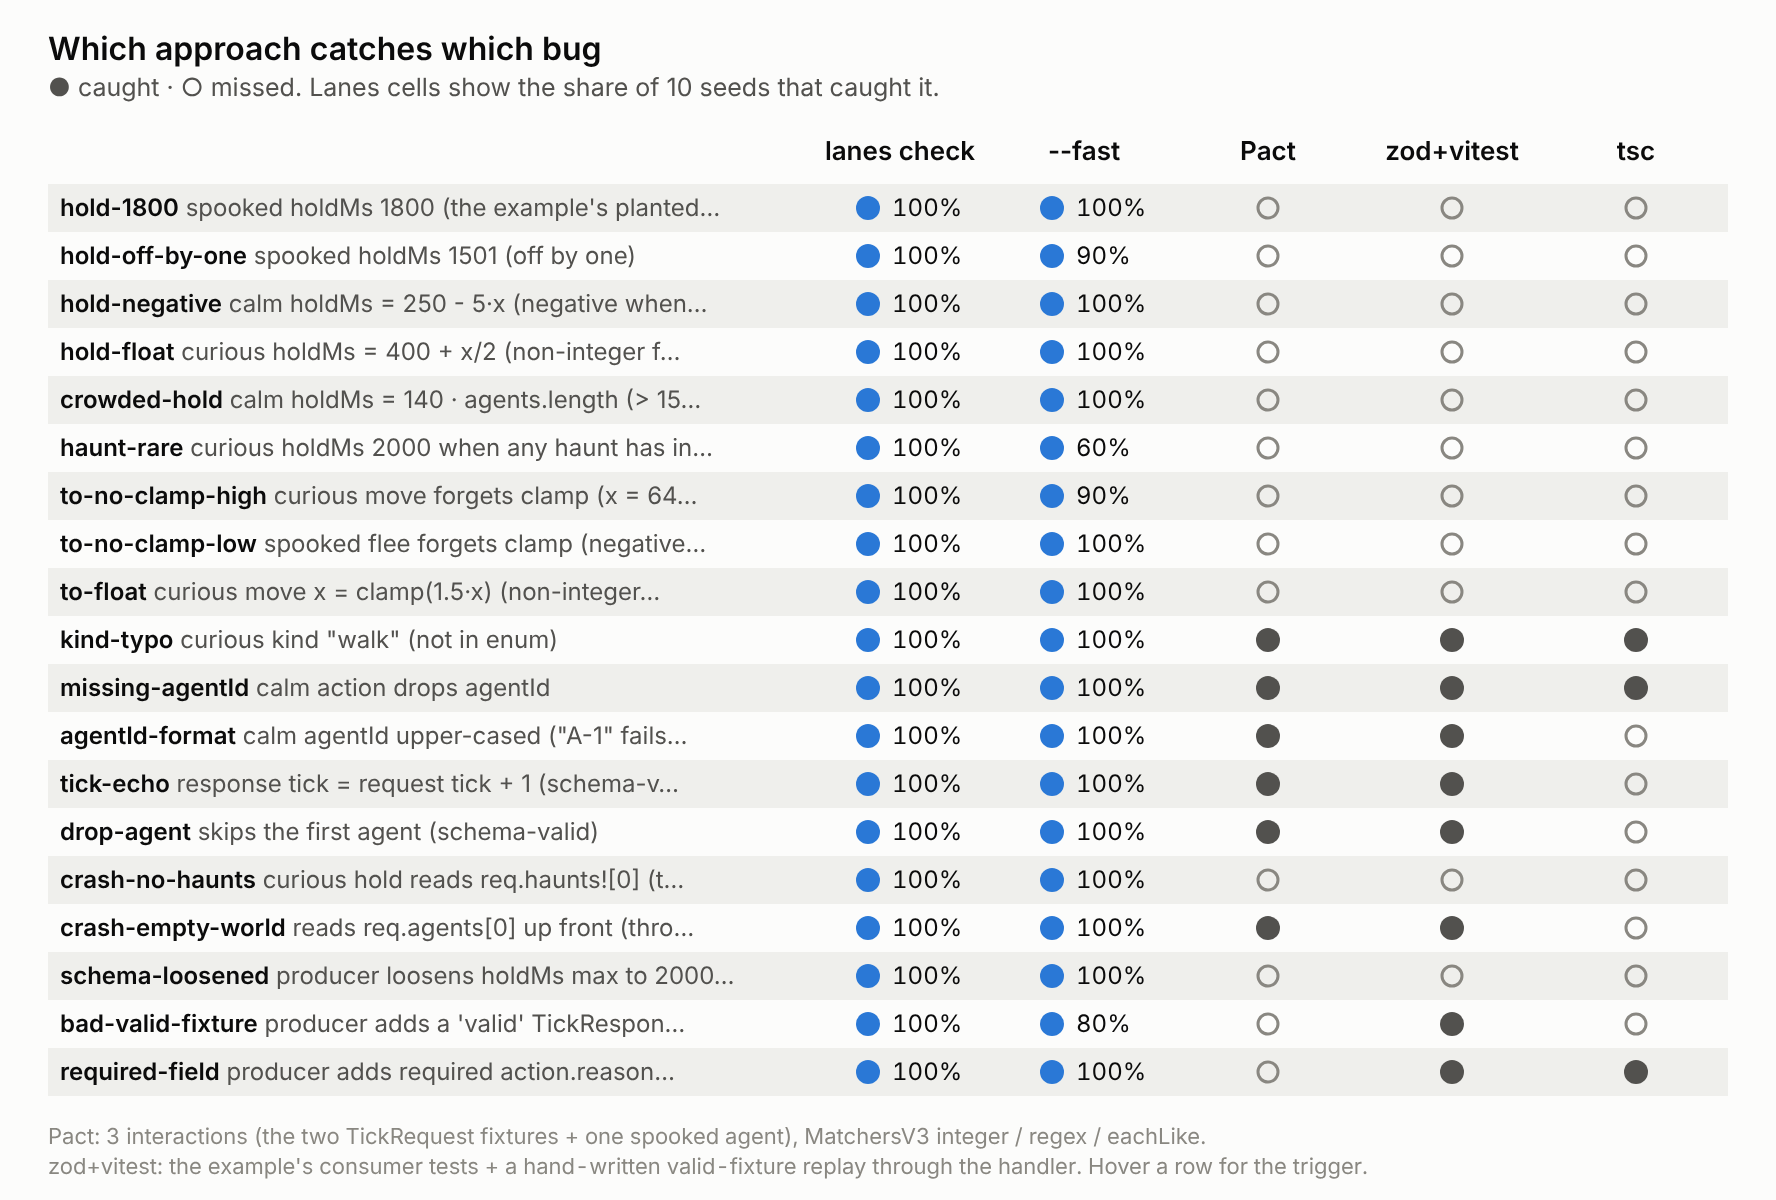 Which approach catches which bug
● caught · ○ missed. Lanes cells show the share of 10 seeds that caught it.
lanes check --fast Pact zod+vitest tsc
hold-1800 spooked holdMs 1800 (the example's planted... ● 100% ● 100% ○ ○ ○
hold-off-by-one spooked holdMs 1501 (off by one) ● 100% ● 90% ○ ○ ○
hold-negative calm holdMs = 250 - 5·x (negative when... ● 100% ● 100% ○ ○ ○
hold-float curious holdMs = 400 + x/2 (non-integer f... ● 100% ● 100% ○ ○ ○
crowded-hold calm holdMs = 140 · agents.length (> 15... ● 100% ● 100% ○ ○ ○
haunt-rare curious holdMs 2000 when any haunt has in... ● 100% ● 60% ○ ○ ○
to-no-clamp-high curious move forgets clamp (x = 64... ● 100% ● 90% ○ ○ ○
to-no-clamp-low spooked flee forgets clamp (negative... ● 100% ● 100% ○ ○ ○
to-float curious move x = clamp(1.5·x) (non-integer... ● 100% ● 100% ○ ○ ○
kind-typo curious kind "walk" (not in enum) ● 100% ● 100% ● ● ●
missing-agentId calm action drops agentId ● 100% ● 100% ● ● ●
agentId-format calm agentId upper-cased ("A-1" fails... ● 100% ● 100% ● ● ○
tick-echo response tick = request tick + 1 (schema-v... ● 100% ● 100% ● ● ○
drop-agent skips the first agent (schema-valid) ● 100% ● 100% ● ● ○
crash-no-haunts curious hold reads req.haunts![0] (t... ● 100% ● 100% ○ ○ ○
crash-empty-world reads req.agents[0] up front (thro... ● 100% ● 100% ● ● ○
schema-loosened producer loosens holdMs max to 2000... ● 100% ● 100% ○ ○ ○
bad-valid-fixture producer adds a 'valid' TickRespon... ● 100% ● 80% ○ ● ○
required-field producer adds required action.reason... ● 100% ● 100% ○ ● ●
Pact: 3 interactions (the two TickRequest fixtures + one spooked agent), MatchersV3 integer / regex / eachLike.
zod+vitest: the example's consumer tests + a hand-written valid-fixture replay through the handler. Hover a row for the trigger.